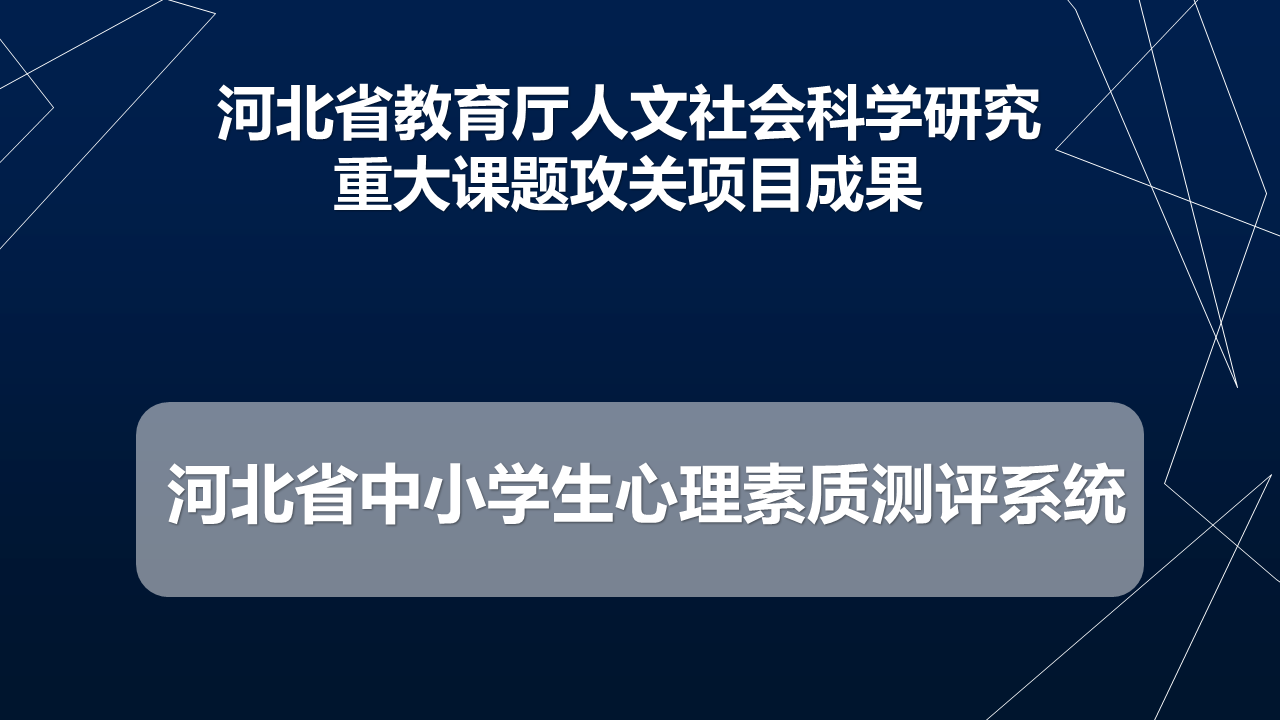 河北省教育厅人文社会科学研究
重大课题攻关项目成果
河北省中小学生心理素质测评系统